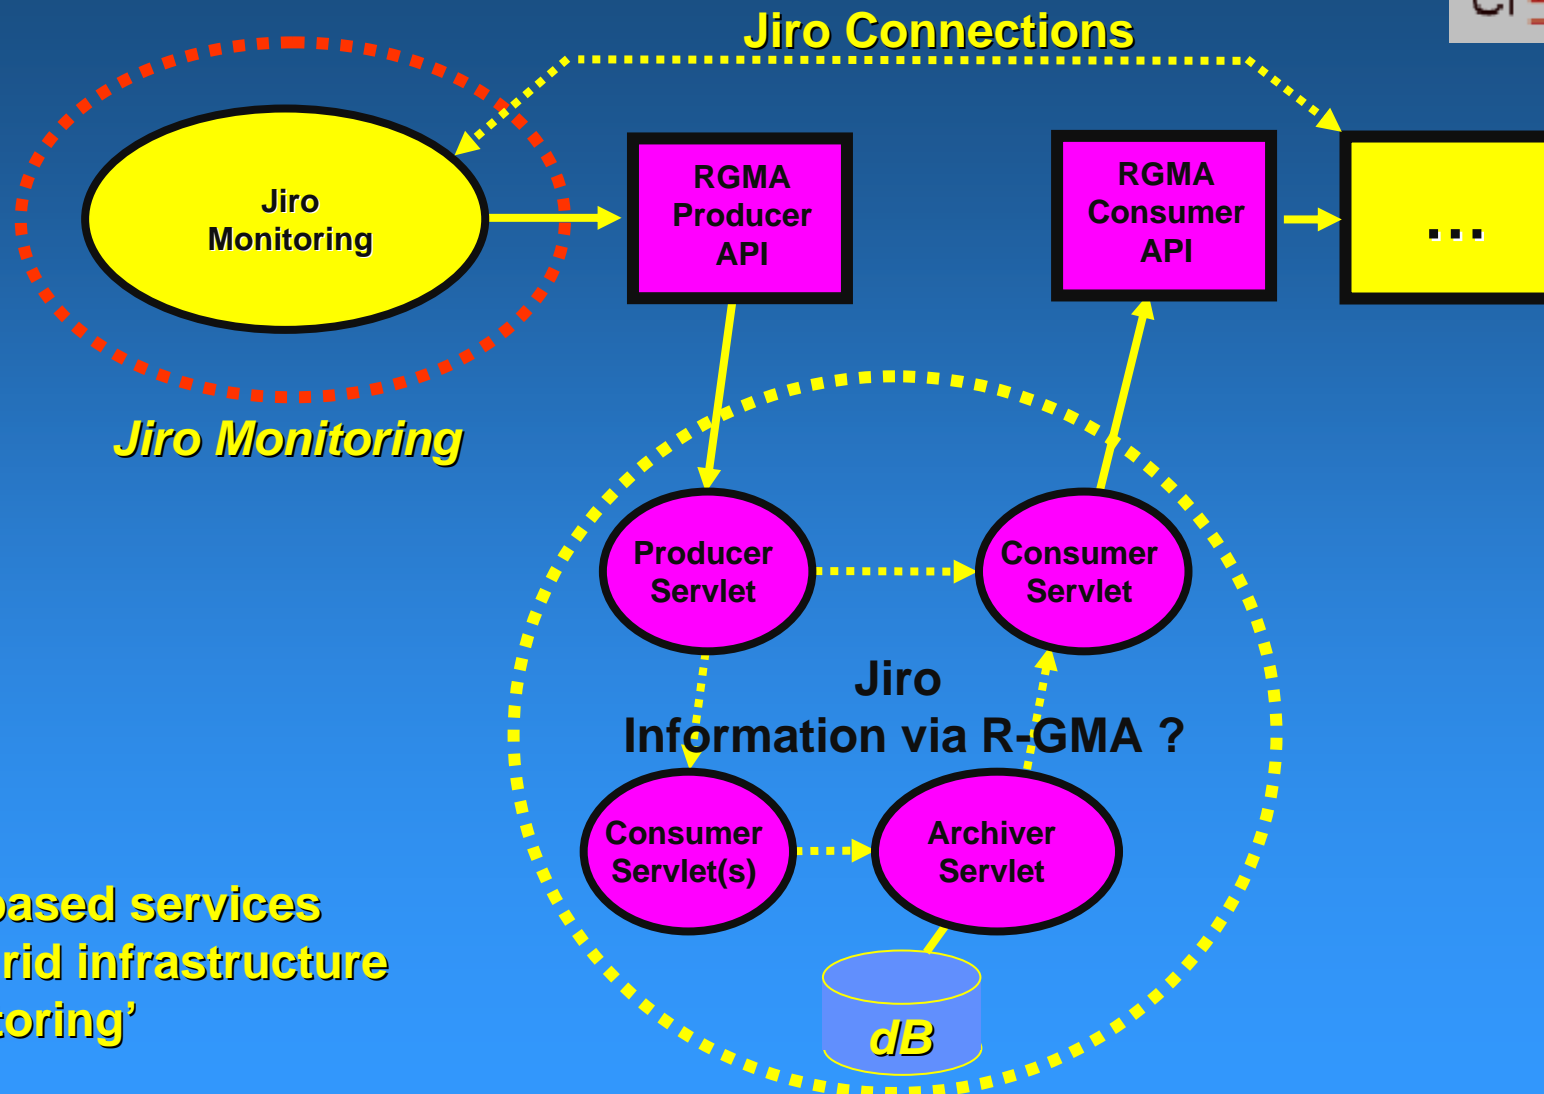 Jiro Connections
Jiro
Monitoring
RGMA
Producer
API
RGMA
Consumer
API
...
Jiro Monitoring
Producer
Servlet
Consumer
Servlet
Jiro
Information via R-GMA ?
Consumer
Servlet(s)
Archiver
Servlet
dB
based services
rid infrastructure
toring’